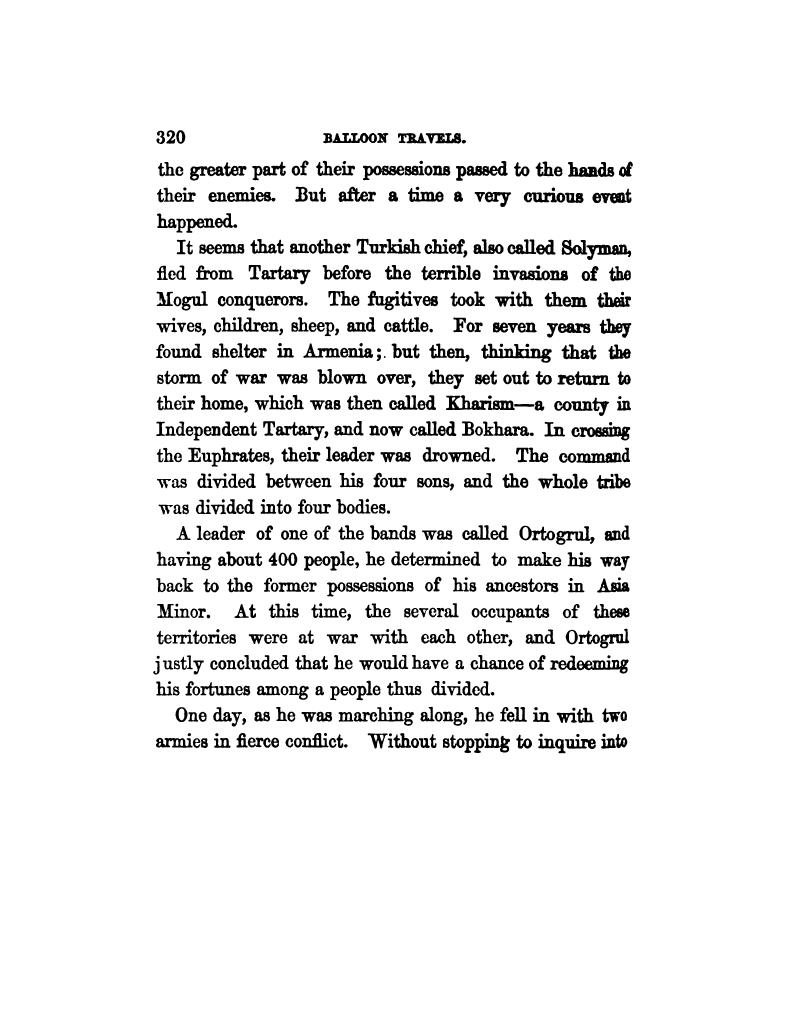 320 BALLOON TRAVELS.
the greater part of their possessions passed to the hands of
their enemies. But after a time a very curious event
happened.
It seems that another Turkish chief, also called Solyman,
fled from Tartary before the terrible invasions of the
Mogul conquerors. The fugitives took with them their
wives, children, sheep, and cattle. For seven years they
found shelter in Armenia; but then, thinking that the
storm of war was blown over, they set out to return to
their home, which was then called Kharism—a county in
Independent Tartary, and now called Bokhara. In crossing
the Euphrates, their leader was drowned. The command
was divided between his four sons, and the whole tribe
was divided into four bodies.
A leader of one of the bands was called Ortogrul, and
having about 400 people, he determined to make his way
back to the former possessions of his ancestors in Asia
Minor. At this time, the several occupants of these
territories were at war with each other, and Ortogrul
justly concluded that he would have a chance of redeeming
his fortunes among a people thus divided.
One day, as he was marching along, he fell in with two
armies in fierce conflict. Without stopping to inquire into